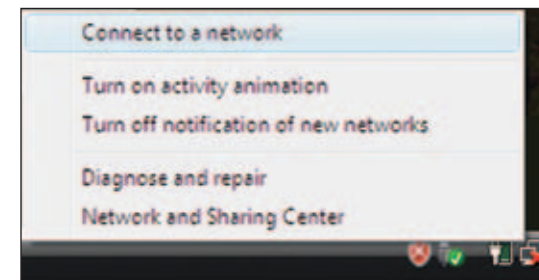 Connect to a network
Turn on activity animation
Turn off notification of new networks
Diagnose and repair
Network and Sharing Center